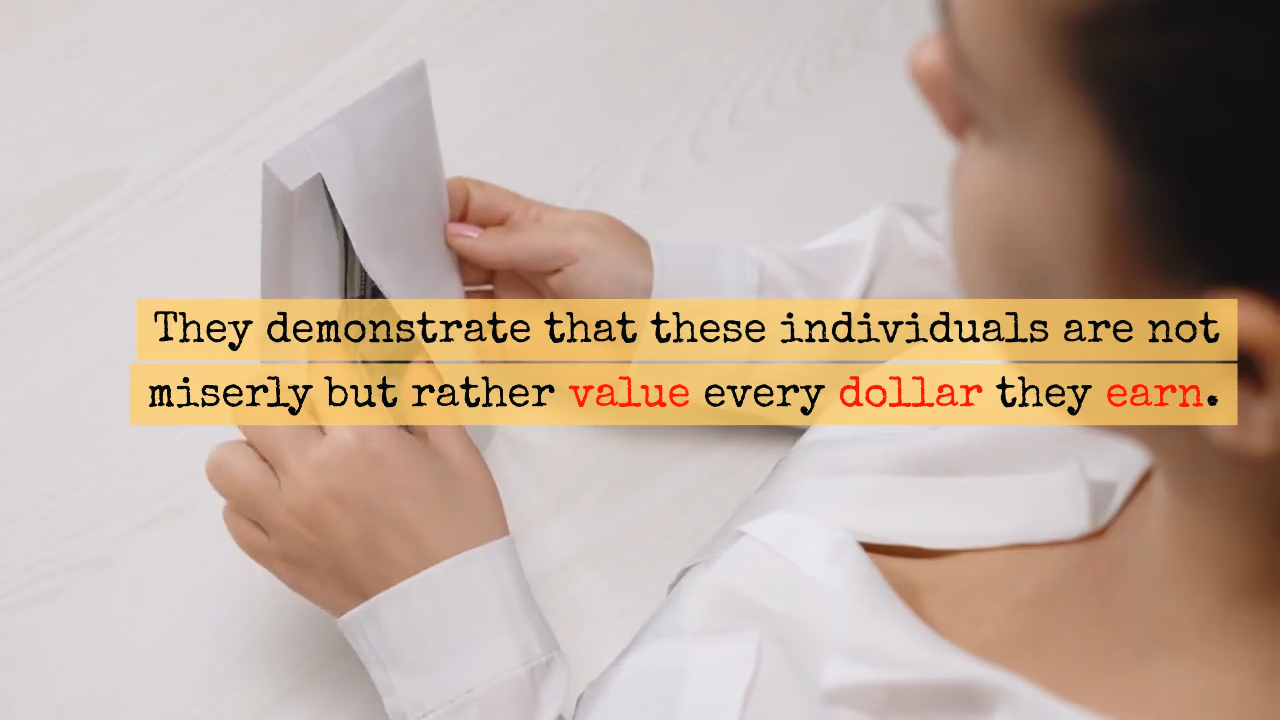 They demonstrate that these individuals are not
miserly but rather value every dollar they earn.